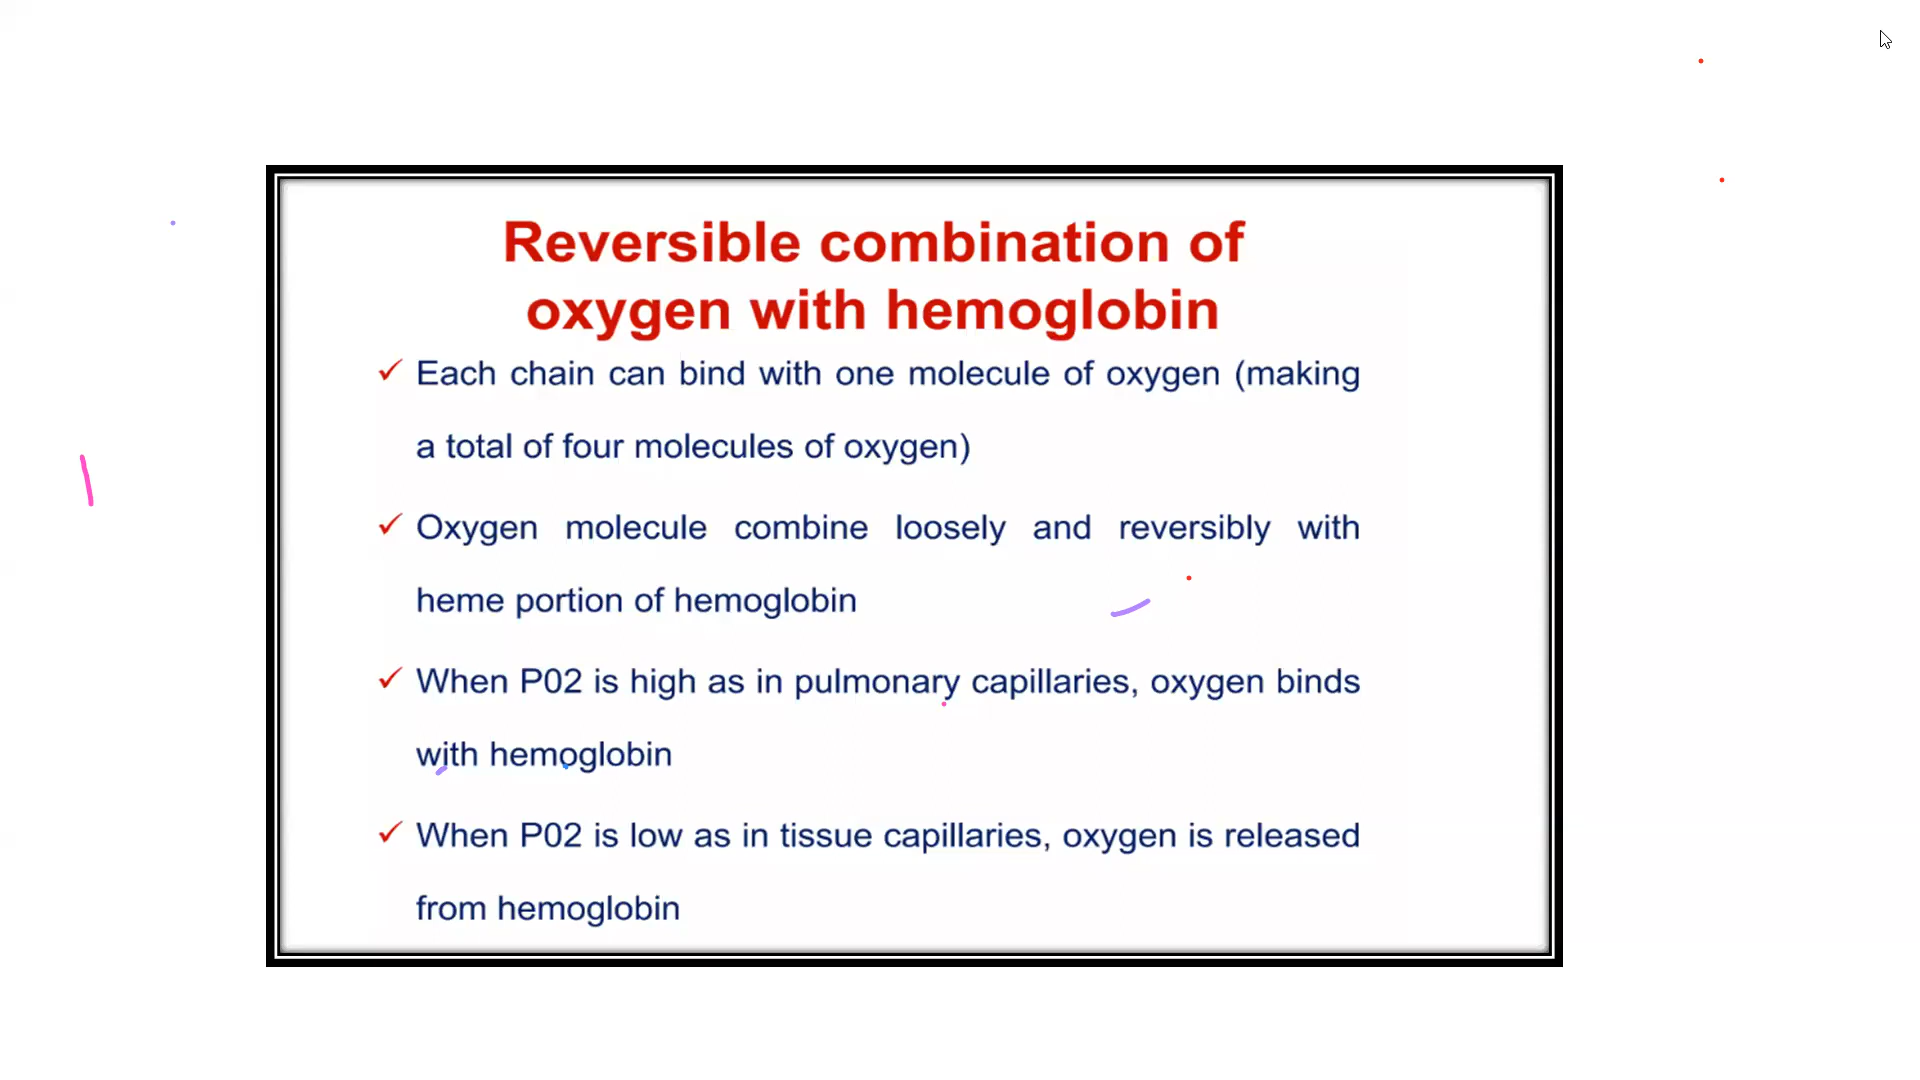 Reversible combination of
oxygen with hemoglobin
✓ Each chain can bind with one molecule of oxygen (making
a total of four molecules of oxygen)
✓ Oxygen molecule combine loosely and reversibly with
heme portion of hemoglobin
✓ When P02 is high as in pulmonary capillaries, oxygen binds
with hemoglobin
✓ When P02 is low as in tissue capillaries, oxygen is released
from hemoglobin